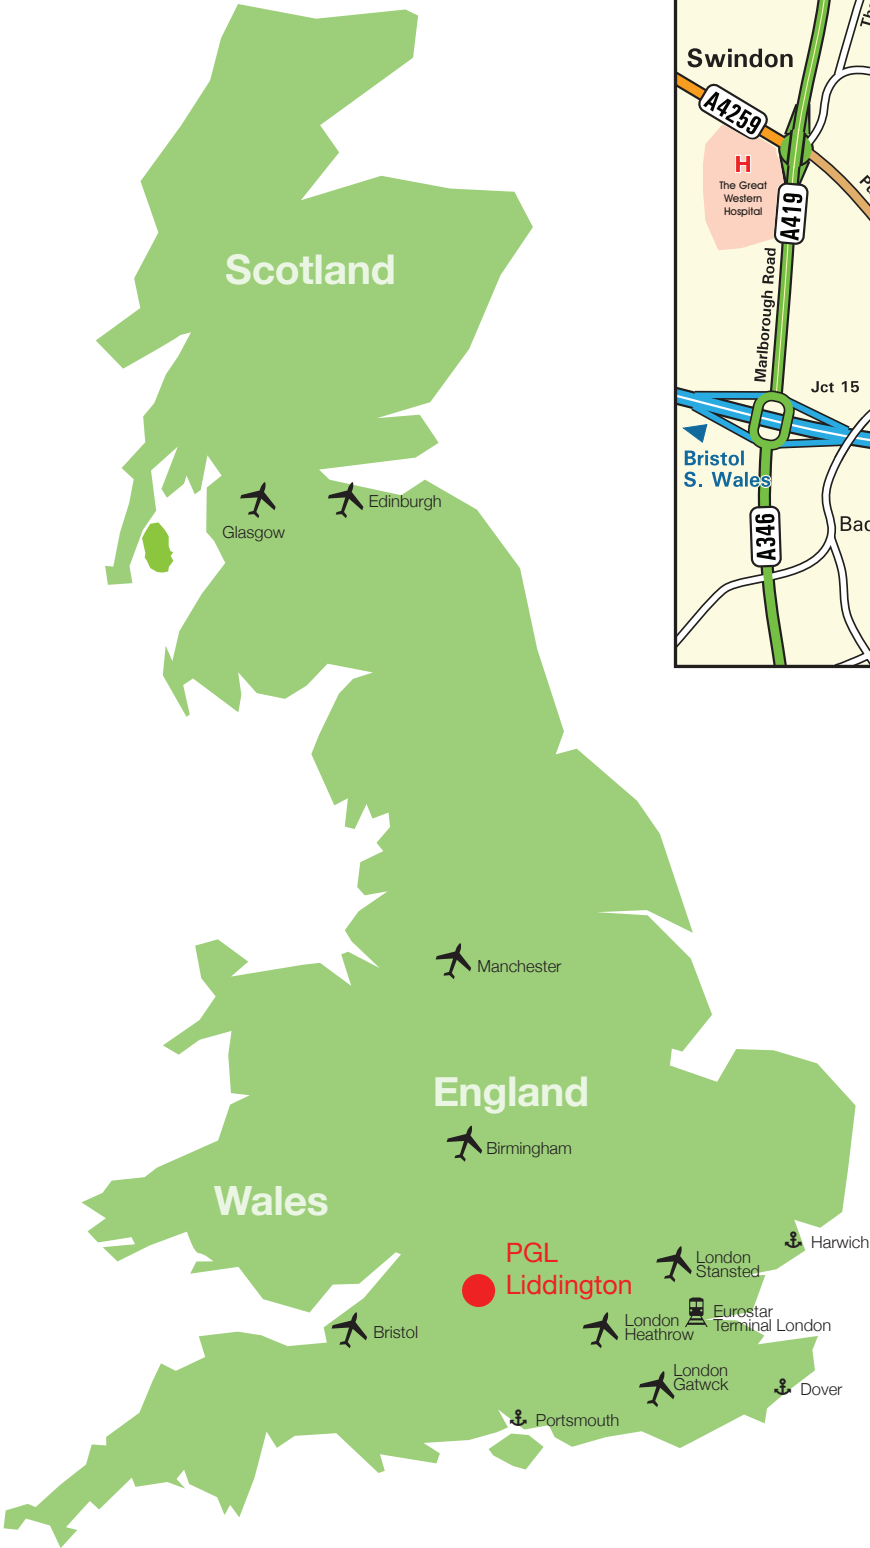 Scotland
Glasgow
Edinburgh
Manchester
England
Birmingham
Wales
PGL
Liddington
London
Stansted
Harwich
Eurostar
Terminal London
London
Heathrow
Bristol
London
Gatwck
Dover
Portsmouth
Swindon
A4259
H
The Great
Western
Hospital
A419
Marlborough Road
Jct 15
Bristol
S. Wales
A346